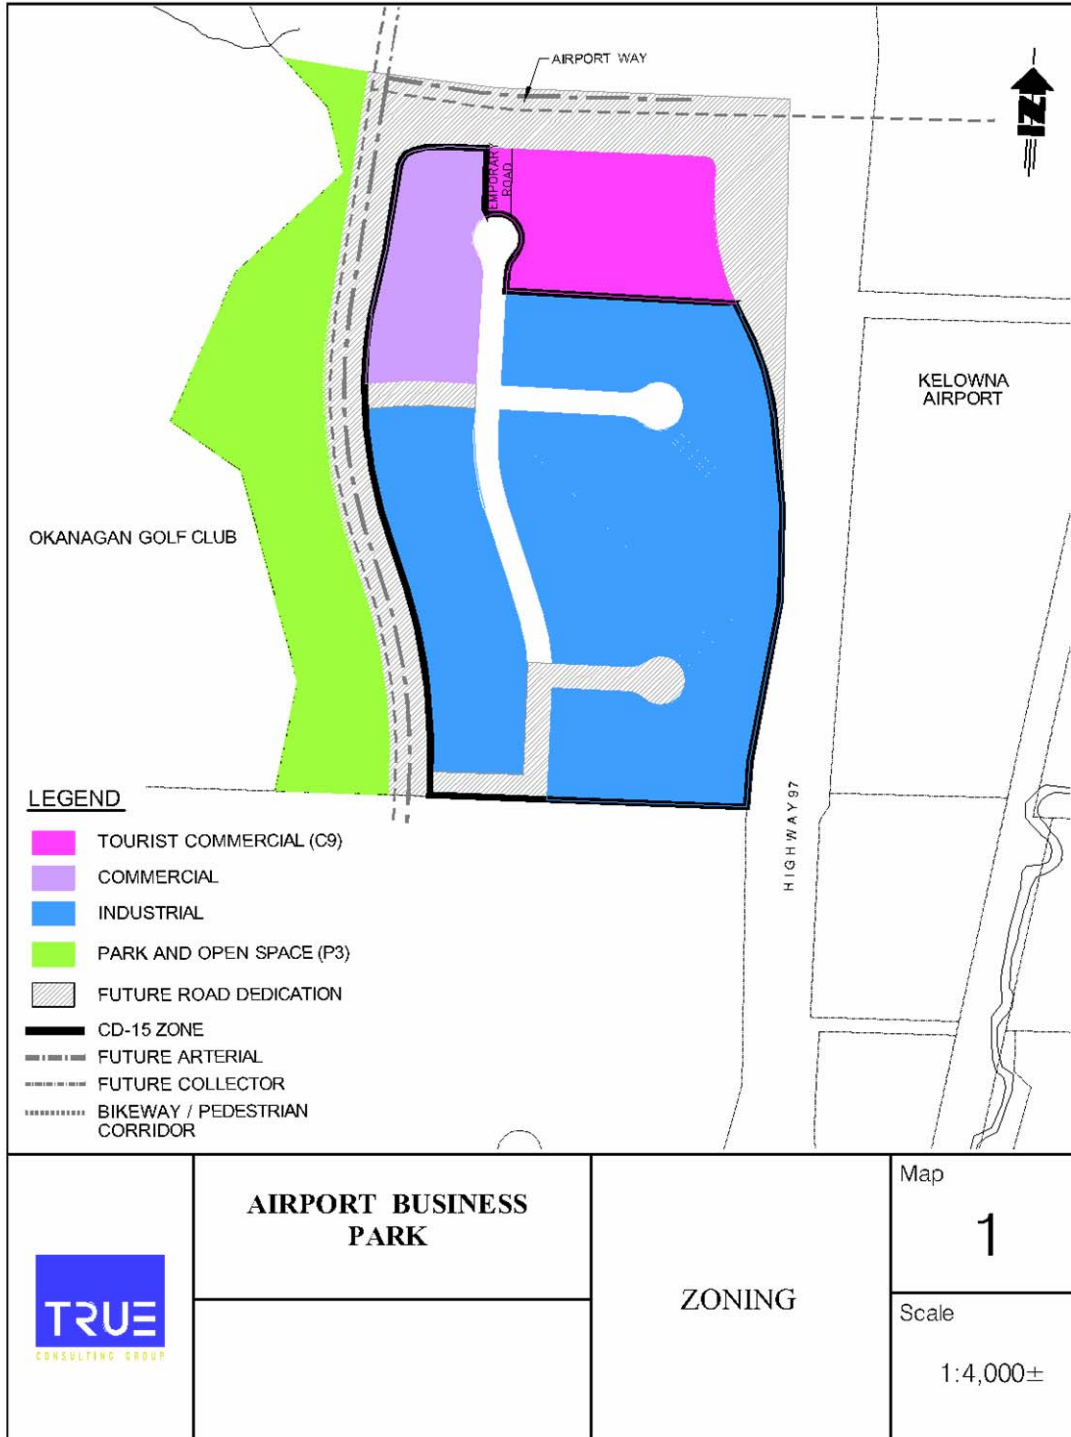 AIRPORT WAY
N
EMPORARY
ROAD
KELOWNA
AIRPORT
OKANAGAN GOLF CLUB
HIGHWAY 97
LEGEND
TOURIST COMMERCIAL (C9)
COMMERCIAL
INDUSTRIAL
PARK AND OPEN SPACE (P3)
FUTURE ROAD DEDICATION
CD-15 ZONE
FUTURE ARTERIAL
FUTURE COLLECTOR
BIKEWAY / PEDESTRIAN
CORRIDOR
TRUE
CONSULTING GROUP
AIRPORT BUSINESS
PARK
ZONING
Map
1
Scale
1:4,000±